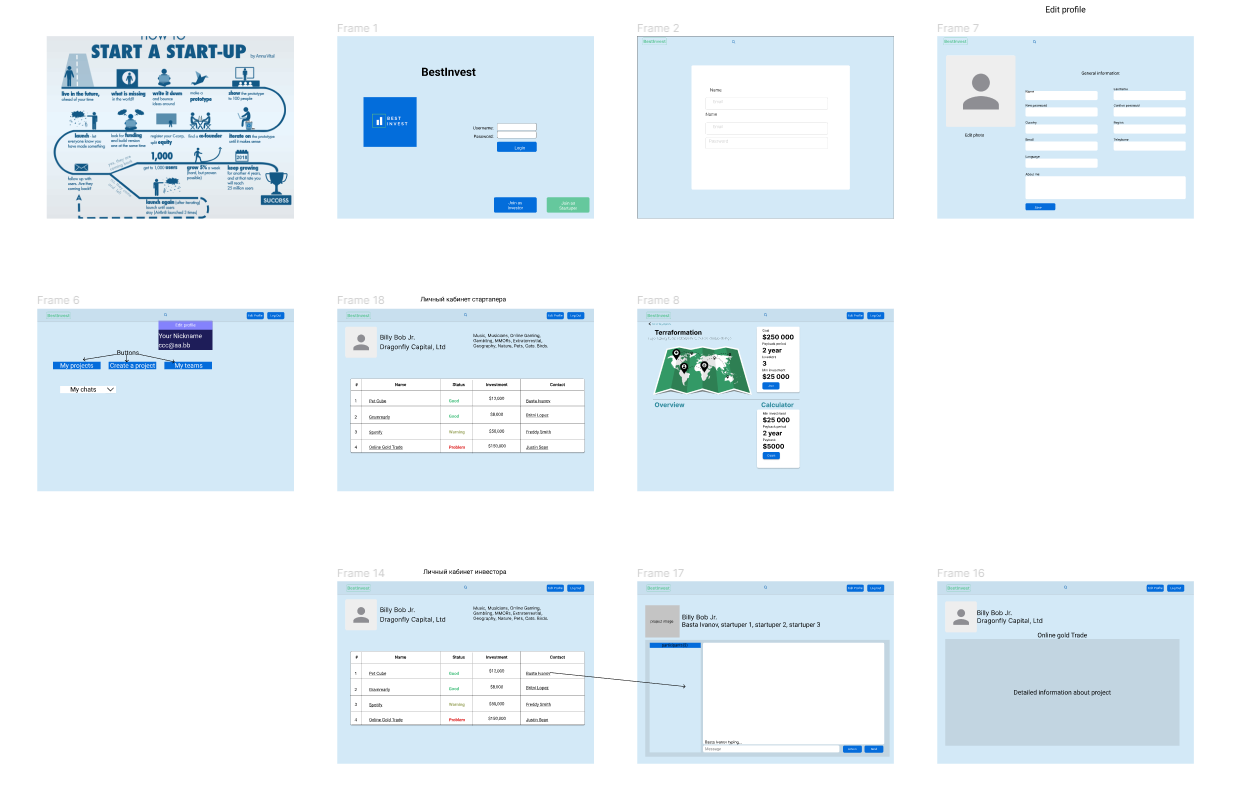 Edit profile
HOW TO
START A START-UP
by Anna Vital
live in the future,
ahead of your time
what is missing
in the world?
write it down
and bounce
ideas around
make a
prototype
show the prototype
to 100 people
launch - let
everyone know you
have made something
look for funding
and build version
one at the same time
register your C-corp,
split equity
find a co-founder
iterate on the prototype
until it makes sense
follow up with
users. Are they
coming back?
1,000
get to 1,000 users
grow 5% a week
(hard, but proven
possible)
2018
keep growing
for another 4 years,
and at that rate you
will reach
25 million users
launch again (after tweaking)
launch until users
stay (AirBnB launched 3 times)
SUCCESS
Frame 1
BestInvest
BEST
INVEST
Username:
Password:
Login
Join as
Investor
Join as
Startuper
Frame 2
BestInvest
Name
Name
Password
Frame 7
BestInvest
General information
Edit photo
Name
New password
Country
Region
Email
Telephone
Language
About me
Save
Frame 6
BestInvest
Edit Profile
Log Out
Edit profile
Your Nickname
ccc@aa.bb
Buttons
My projects
Create a project
My teams
My chats
Frame 18
Личный кабинет стартапера
BestInvest
Edit Profile
Log Out
Billy Bob Jr.
Dragonfly Capital, Ltd
Music, Musicians, Online Gaming,
Gambling, MMORs, Extraterrestial,
Geography, Nature, Pets, Cats. Birds.
# Name Status Investment Contact
1 Pet Cube Good $12,000 Basta Ivanny
2 Grammarly Good $8,000 Britni Lopez
3 Spotify Warning $50,000 Freddy Smith
4 Online Gold Trade Problem $150,000 Justin Bean
Frame 8
BestInvest
Edit Profile
Log Out
Terraformation
Cost
$250 000
Payback period
2 year
Investors
3
Min Investment
$25 000
Join
Overview
Calculator
Min investment
$25 000
Payback period
2 year
Payback
$5000
Frame 14
Личный кабинет инвестора
BestInvest
Edit Profile
Log Out
Billy Bob Jr.
Dragonfly Capital, Ltd
Music, Musicians, Online Gaming,
Gambling, MMORs, Extraterrestial,
Geography, Nature, Pets, Cats. Birds.
# Name Status Investment Contact
1 Pet Cube Good $12,000 Basta Ivanny
2 Grammarly Good $8,000 Britni Lopez
3 Spotify Warning $50,000 Freddy Smith
4 Online Gold Trade Problem $150,000 Justin Bean
Frame 17
BestInvest
Edit Profile
Log Out
project image
Billy Bob Jr.
Basta Ivanov, startuper 1, startuper 2, startuper 3
Message
Send
Frame 16
BestInvest
Edit Profile
Log Out
Billy Bob Jr.
Dragonfly Capital, Ltd
Online gold Trade
Detailed information about project